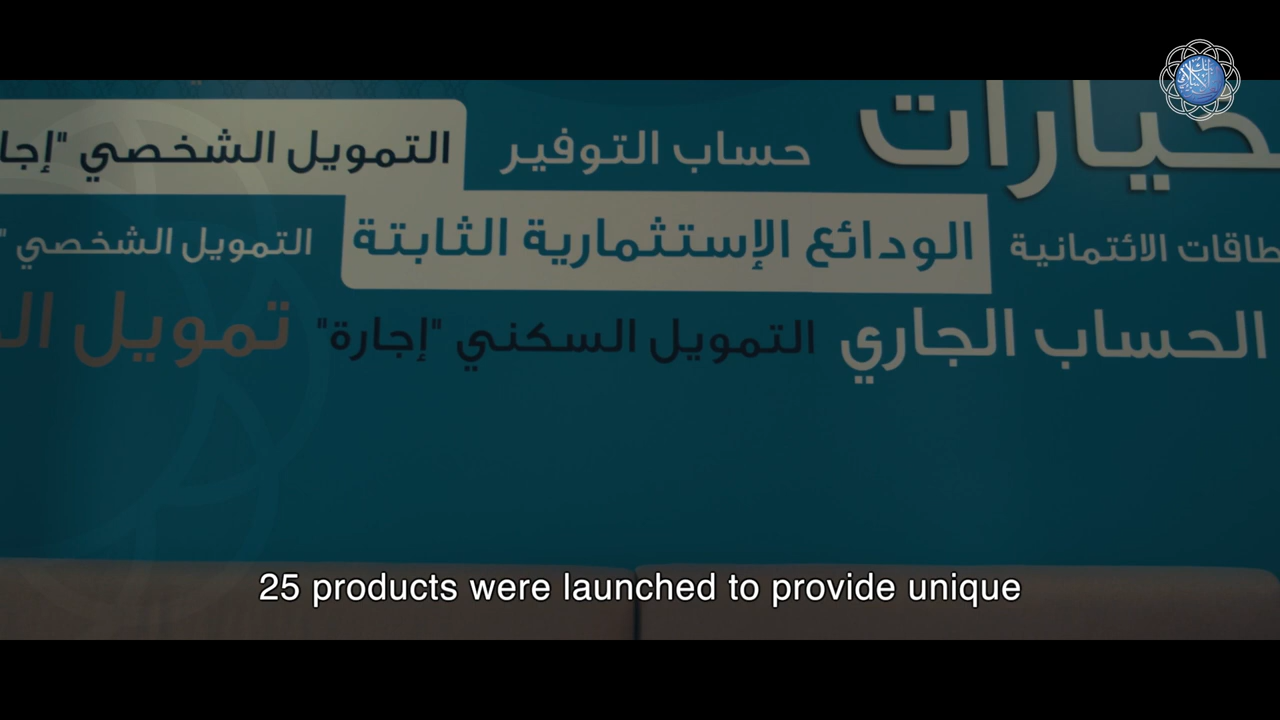 خيارات
حساب التوفير التمويل الشخصي "إجا
طاقات الائتمانية الودائع الإستثمارية الثابتة التمويل الشخصي "
الحساب الجاري التمويل السكني "إجارة" تمويل ال
25 products were launched to provide unique